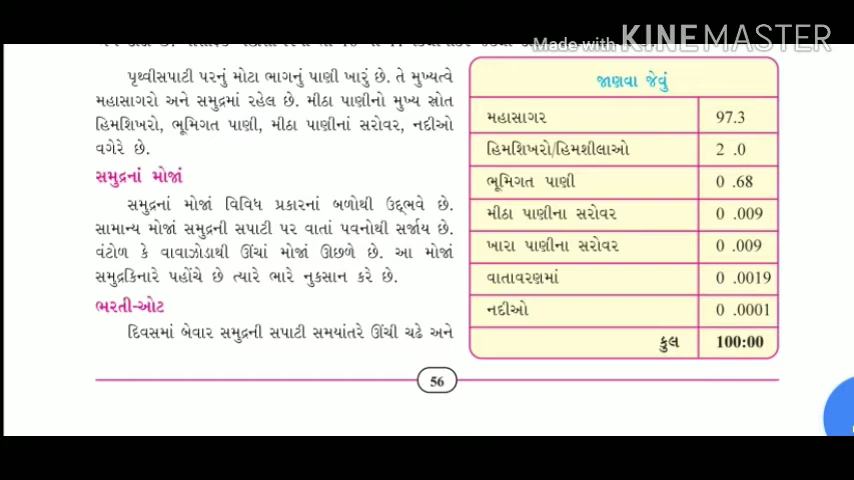 Made with KINEMASTER
પૃથ્વીસપાટી પરનું મોટા ભાગનું પાણી ખારું છે. તે મુખ્યત્વે
મહાસાગરો અને સમુદ્રમાં રહેલ છે. મીઠા પાણીનો મુખ્ય સ્રોત
હિમશિખરો, ભૂમિગત પાણી, મીઠા પાણીનાં સરોવર, નદીઓ
વગેરે છે.
સમુદ્રનાં મોજાં
સમુદ્રનાં મોજાં વિવિધ પ્રકારનાં બળોથી ઉદ્ભવે છે.
સામાન્ય મોજાં સમુદ્રની સપાટી પર વાતાં પવનોથી સર્જાય છે.
વંટોળ કે વાવાઝોડાથી ઊંચાં મોજાં ઊછળે છે. આ મોજાં
સમુદ્રકિનારે પહોંચે છે ત્યારે ભારે નુકસાન કરે છે.
ભરતી-ઓટ
દિવસમાં બેવાર સમુદ્રની સપાટી સમયાંતરે ઊંચી ચઢે અને
જાણવા જેવું
મહાસાગર 97.3
હિમશિખરો/હિમશીલાઓ 2 .0
ભૂમિગત પાણી 0 .68
મીઠા પાણીના સરોવર 0 .009
ખારા પાણીના સરોવર 0 .009
વાતાવરણમાં 0 .0019
નદીઓ 0 .0001
કુલ 100:00
56